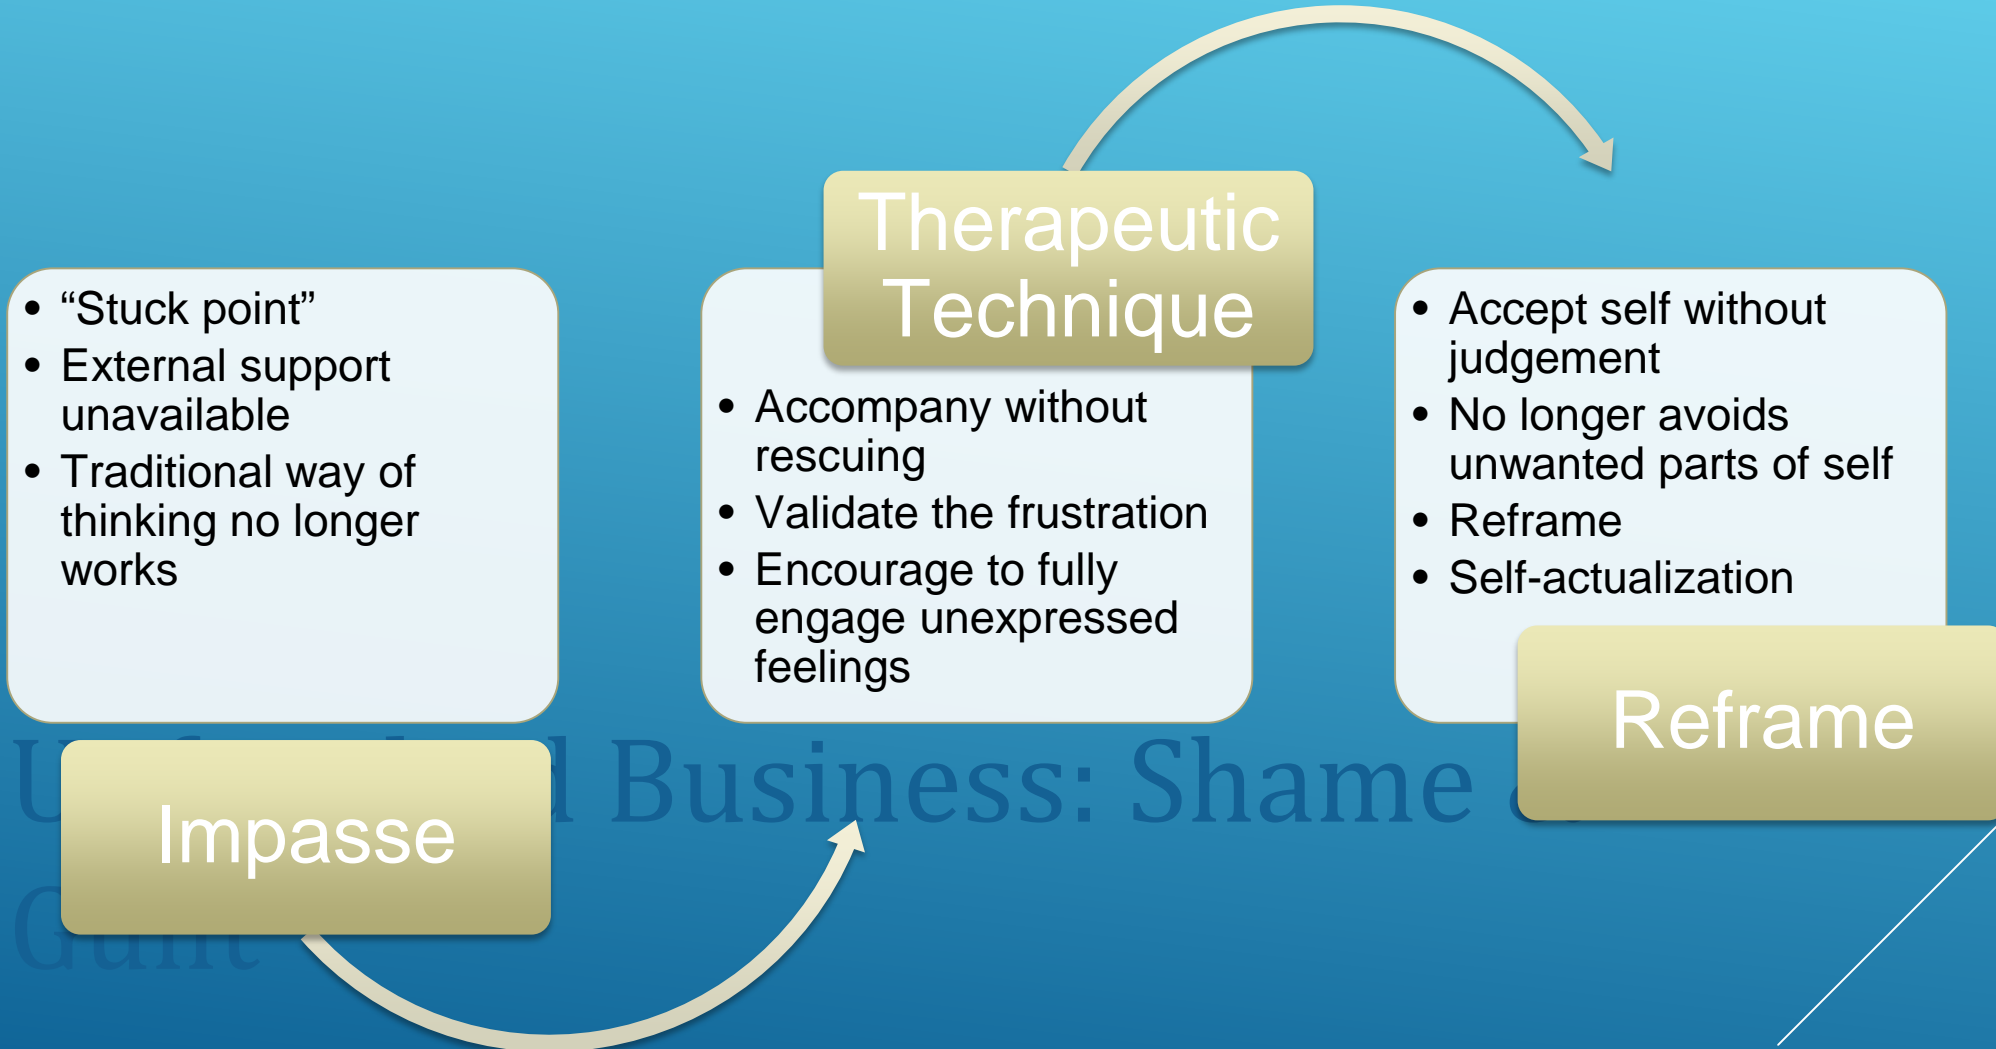 • “Stuck point”
• External support
unavailable
• Traditional way of
thinking no longer
works
Impasse
Therapeutic
Technique
• Accompany without
rescuing
• Validate the frustration
• Encourage to fully
engage unexpressed
feelings
• Accept self without
judgement
• No longer avoids
unwanted parts of self
• Reframe
• Self-actualization
Reframe
Business: Shame
Guilt